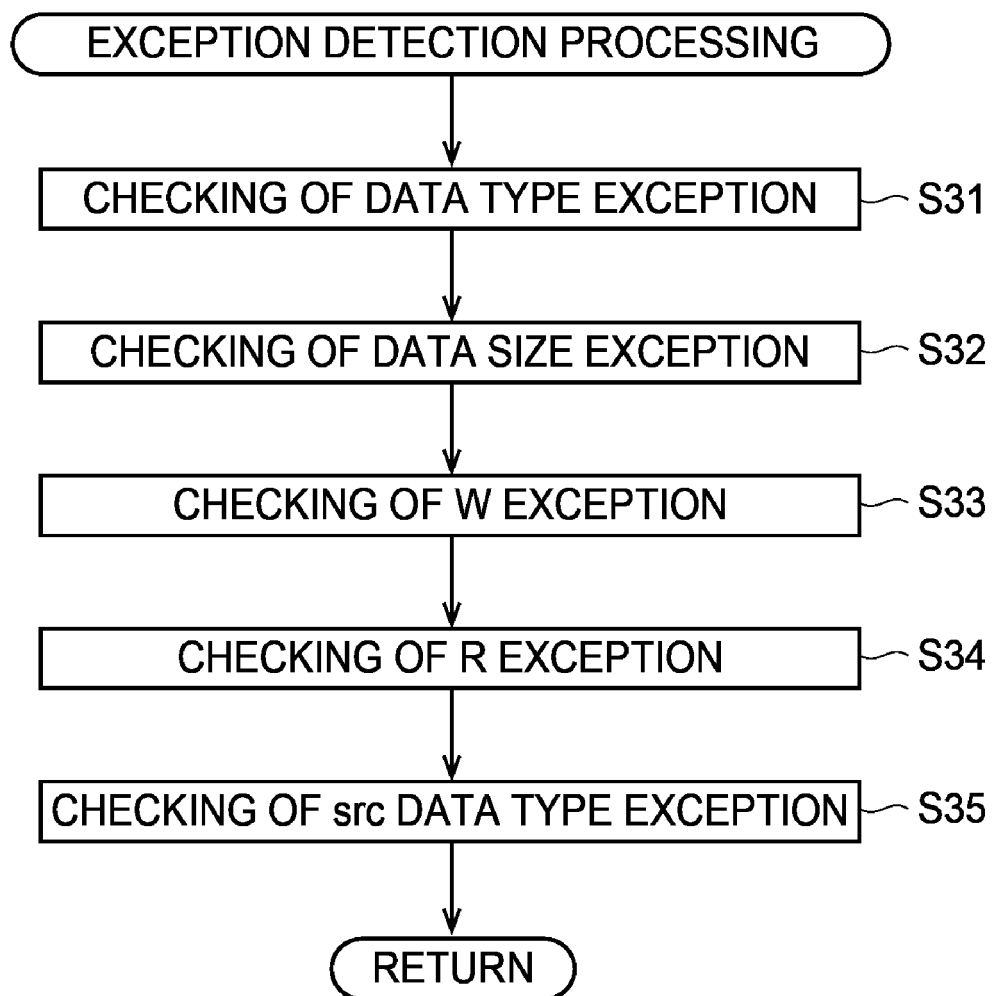 EXCEPTION DETECTION PROCESSING
CHECKING OF DATA TYPE EXCEPTION S31
CHECKING OF DATA SIZE EXCEPTION S32
CHECKING OF W EXCEPTION S33
CHECKING OF R EXCEPTION S34
CHECKING OF src DATA TYPE EXCEPTION S35
RETURN